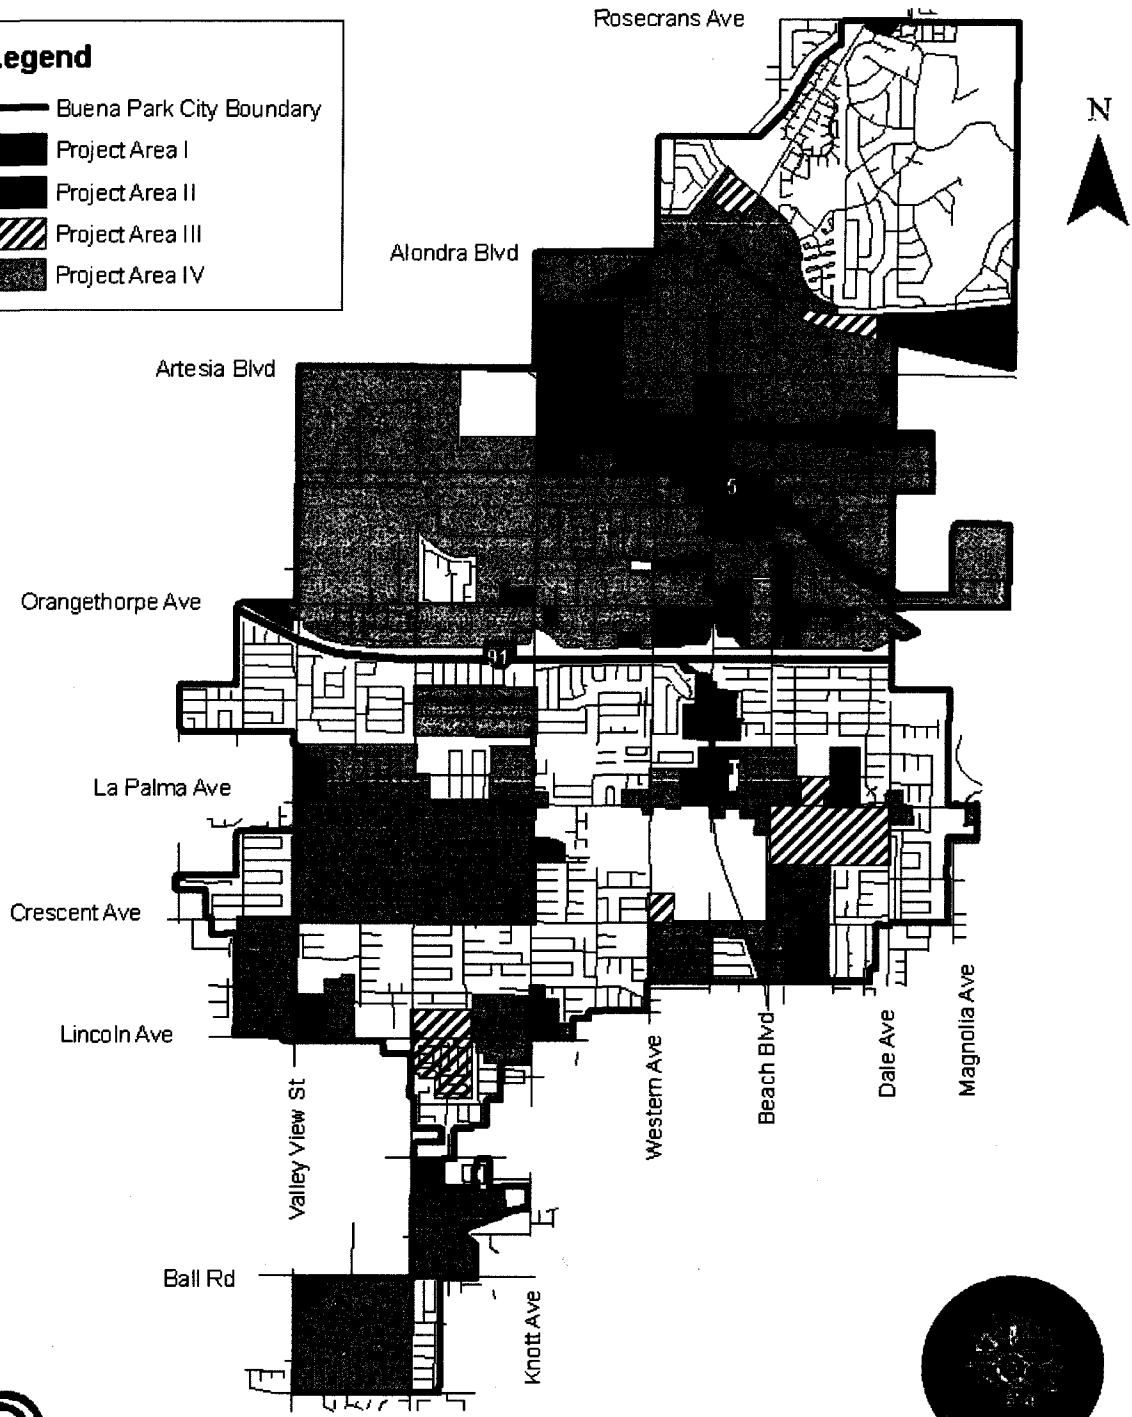 Rosecrans Ave
egend
Buena Park City Boundary
Project Area I
Project Area II
Project Area III
Project Area IV
N
Alondra Blvd
Artesia Blvd
5
Orangethorpe Ave
91
La Palma Ave
Crescent Ave
Lincoln Ave
Valley View St
Western Ave
Beach Blvd
Dale Ave
Magnolia Ave
Ball Rd
Knott Ave